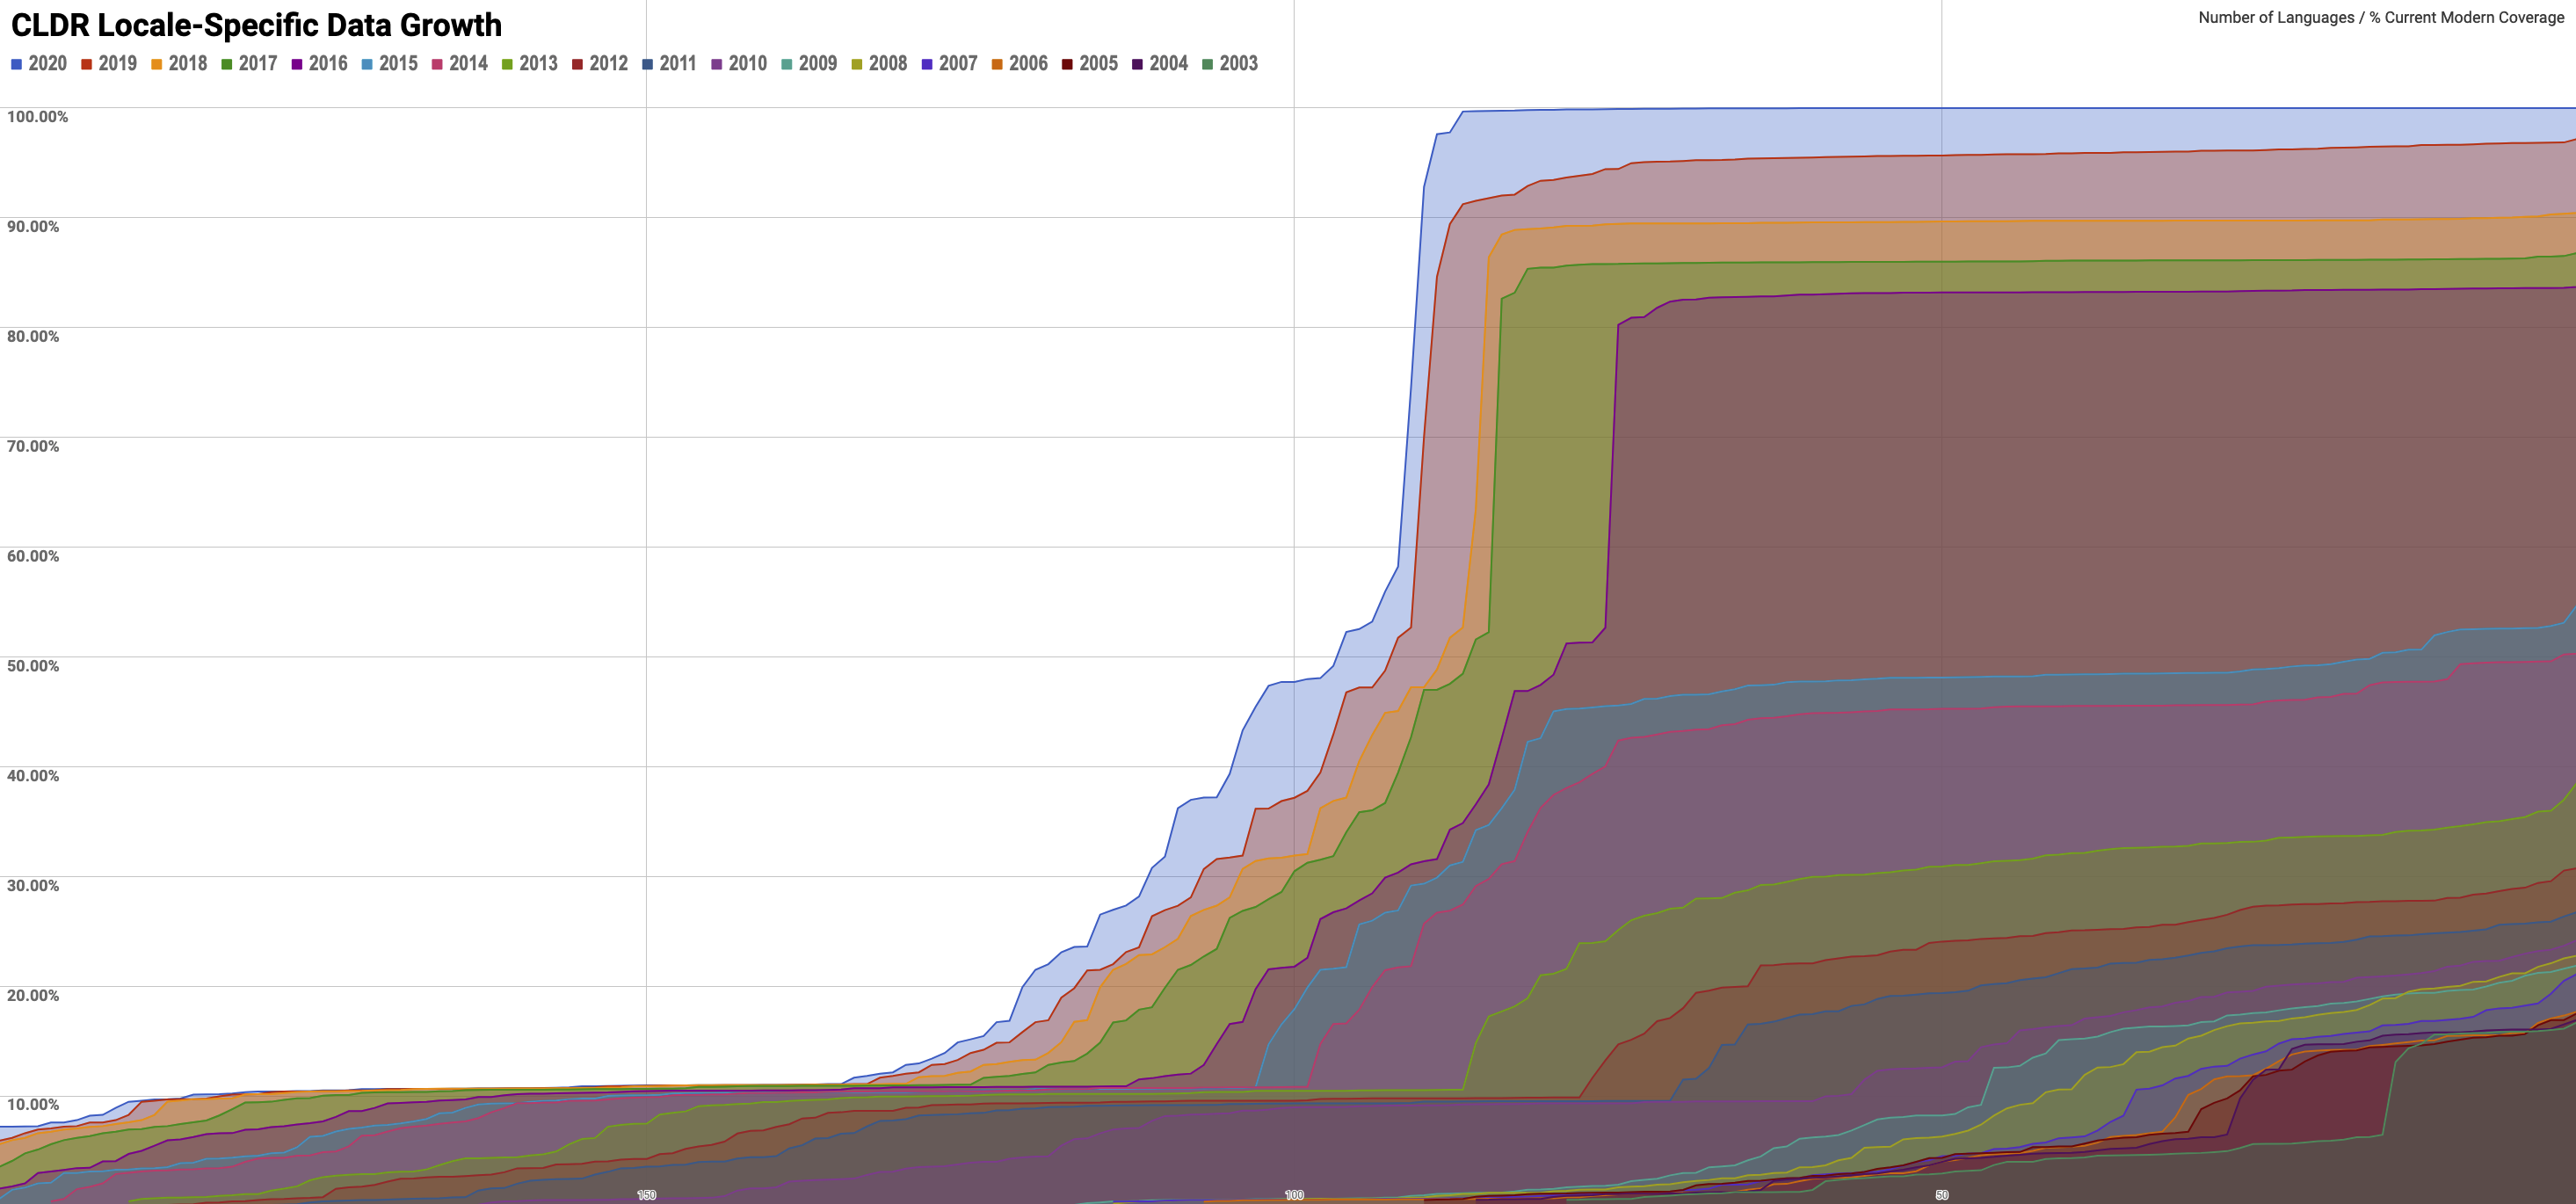 CLDR Locale-Specific Data Growth
Number of Languages / % Current Modern Coverage
2020 2019 2018 2017 2016 2015 2014 2013 2012 2011 2010 2009 2008 2007 2006 2005 2004 2003
100.00%
90.00%
80.00%
70.00%
60.00%
50.00%
40.00%
30.00%
20.00%
10.00%
150 100 50